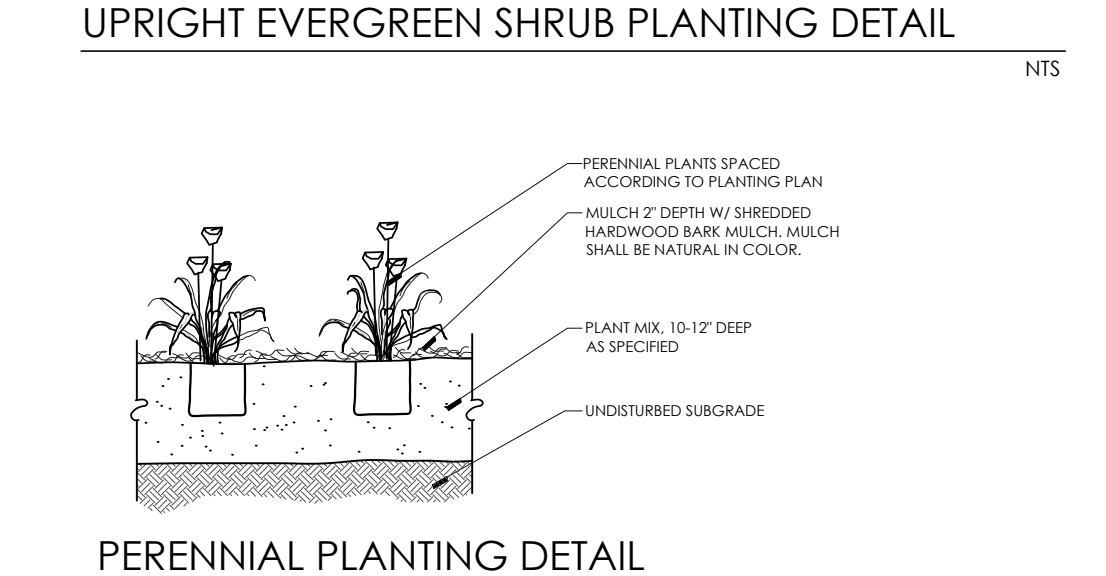 UPRIGHT EVERGREEN SHRUB PLANTING DETAIL
NTS
PERENNIAL PLANTS SPACED
ACCORDING TO PLANTING PLAN
MULCH 2" DEPTH W/ SHREDDED
HARDWOOD BARK MULCH. MULCH
SHALL BE NATURAL IN COLOR.
PLANT MIX, 10-12" DEEP
AS SPECIFIED
UNDISTURBED SUBGRADE
PERENNIAL PLANTING DETAIL